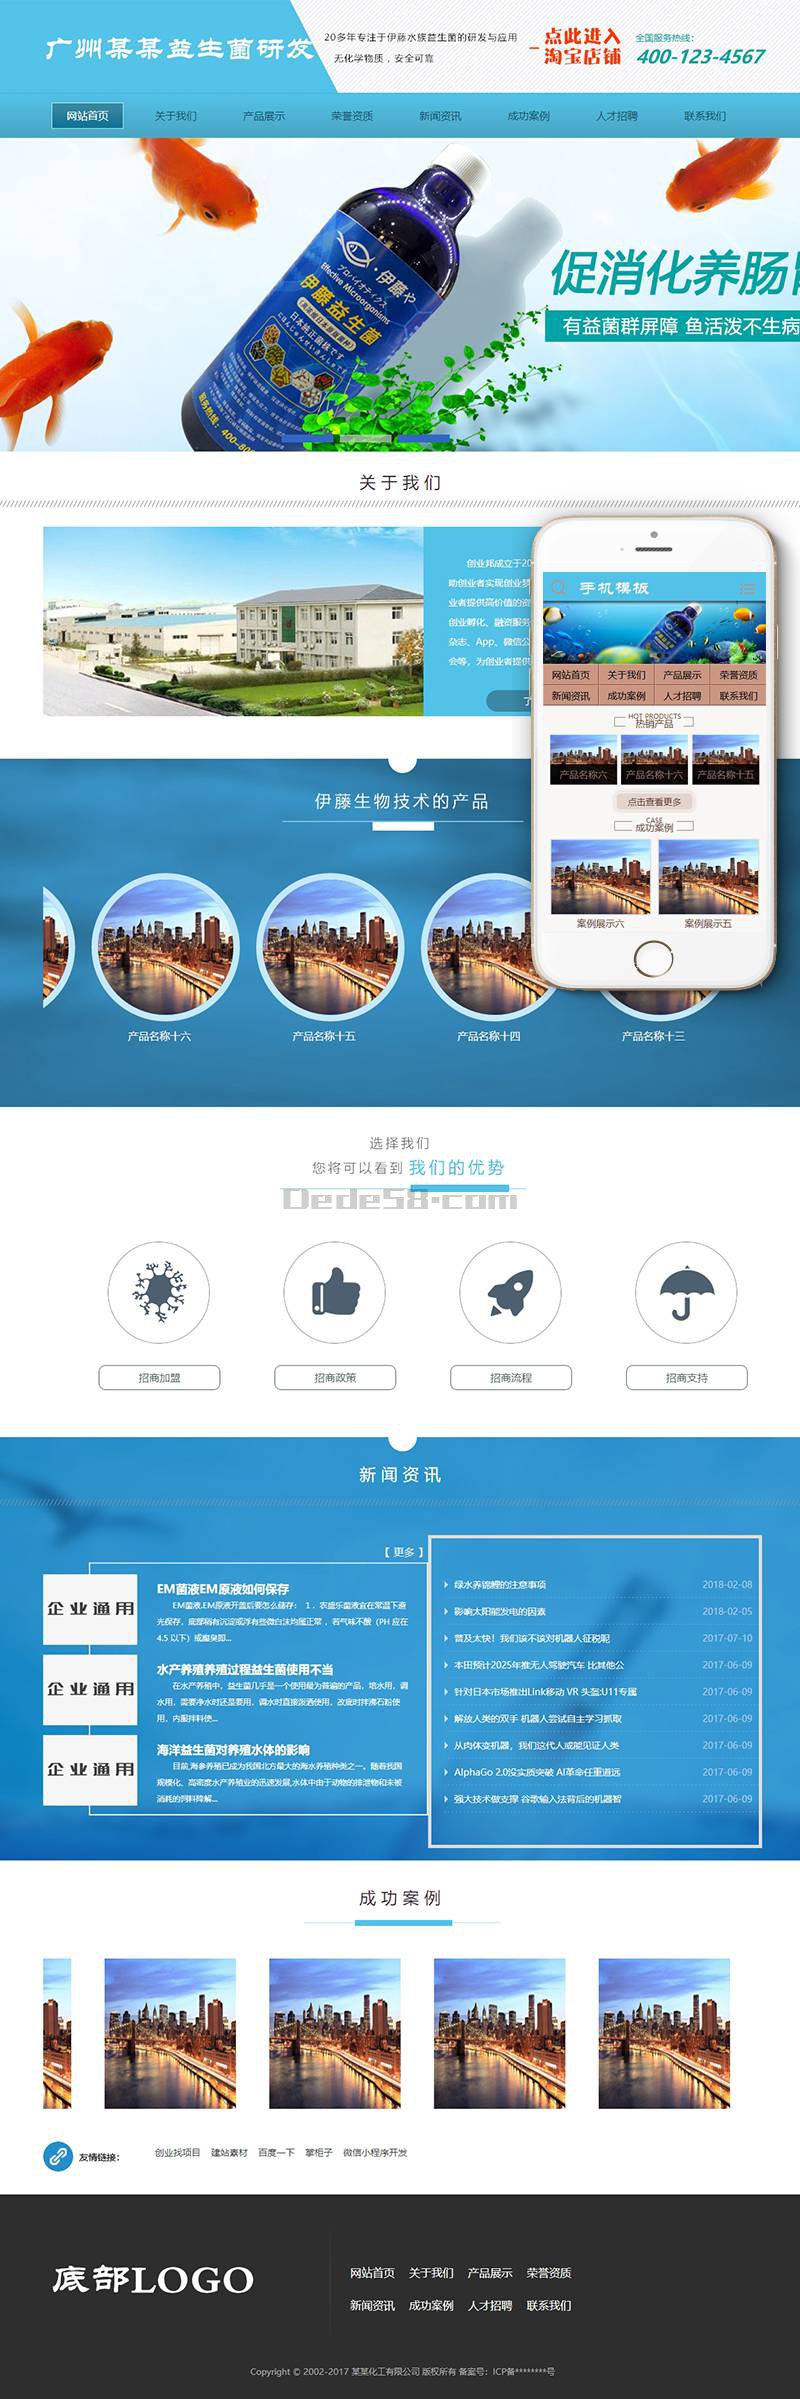 广州某某益生菌研发
20多年专注于伊藤水族益生菌的研发与应用
无化学物质，安全可靠
点此进入
淘宝店铺
全国服务热线：
400-123-4567
网站首页 关于我们 产品展示 荣誉资质 新闻资讯 成功案例 人才招聘 联系我们
伊藤や
プロバイオティクス
Effective Microorganisms
伊藤益生菌
日本独正菌株です
服务热线：400-80
促消化养肠
有益菌群屏障 鱼活泼不生病
关于我们
创业邦成立于20
助创业者实现创业梦
业者提供高价值的资
创业孵化、融资服务
杂志、App、微信公
会等，为创业者提供
了
手机模板
网站首页 关于我们 产品展示 荣誉资质
新闻资讯 成功案例 人才招聘 联系我们
HOT PRODUCTS
热销产品
产品名称六 产品名称十六 产品名称十五
点击查看更多
CASE
成功案例
案例展示六 案例展示五
伊藤生物技术的产品
产品名称十六 产品名称十五 产品名称十四 产品名称十三
选择我们
您将可以看到 我们的优势
Dede58.com
招商加盟 招商政策 招商流程 招商支持
新闻资讯
【 更多 】
企业通用
EM菌液EM原液如何保存
EM菌液,EM原液开盖后要怎么储存： 1 、农盛乐菌液宜在常温下避
光保存，底部稍有沉淀或浮有些微白沫均属正常 ，若气味不酸（PH 应在
4.5 以下）或腐臭即...
企业通用
水产养殖养殖过程益生菌使用不当
在水产养殖中，益生菌几乎是一个使用最为普遍的产品，培水用，调
水用，需要净水时还是要用，调水时直接泼洒使用，改底时拌沸石粉使
用，内服拌料使...
企业通用
海洋益生菌对养殖水体的影响
目前,海参养殖已成为我国北方最大的海水养殖种类之一。随着我国
规模化、高密度水产养殖业的迅速发展,水体中由于动物的排泄物和未被
消耗的饲料降解...
绿水养锦鲤的注意事项 2018-02-08
影响太阳能发电的因素 2018-02-05
普及太快！我们该不该对机器人征税呢 2017-07-10
本田预计2025年推无人驾驶汽车 比其他公 2017-06-09
针对日本市场推出Link移动 VR 头盔:U11专属 2017-06-09
解放人类的双手 机器人尝试自主学习抓取 2017-06-09
从肉体变机器，我们这代人或能见证人类 2017-06-09
AlphaGo 2.0没实质突破 AI革命任重道远 2017-06-09
强大技术做支撑 谷歌输入法背后的机器智 2017-06-09
成功案例
友情链接： 创业找项目 建站素材 百度一下 掌柜子 微信小程序开发
底部LOGO
网站首页 关于我们 产品展示 荣誉资质
新闻资讯 成功案例 人才招聘 联系我们
Copyright © 2002-2017 某某化工有限公司 版权所有 备案号：ICP备********号